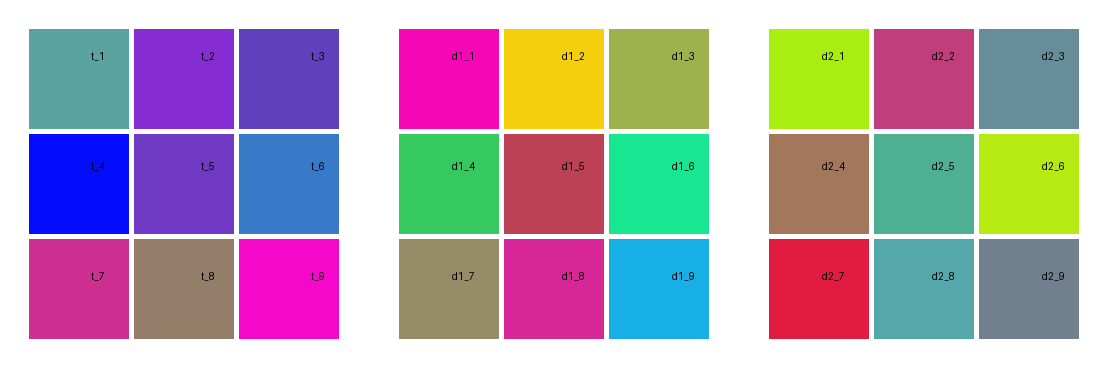 t_1 t_2 t_3 d1_1 d1_2 d1_3 d2_1 d2_2 d2_3
t_4 t_5 t_6 d1_4 d1_5 d1_6 d2_4 d2_5 d2_6
t_7 t_8 t_9 d1_7 d1_8 d1_9 d2_7 d2_8 d2_9